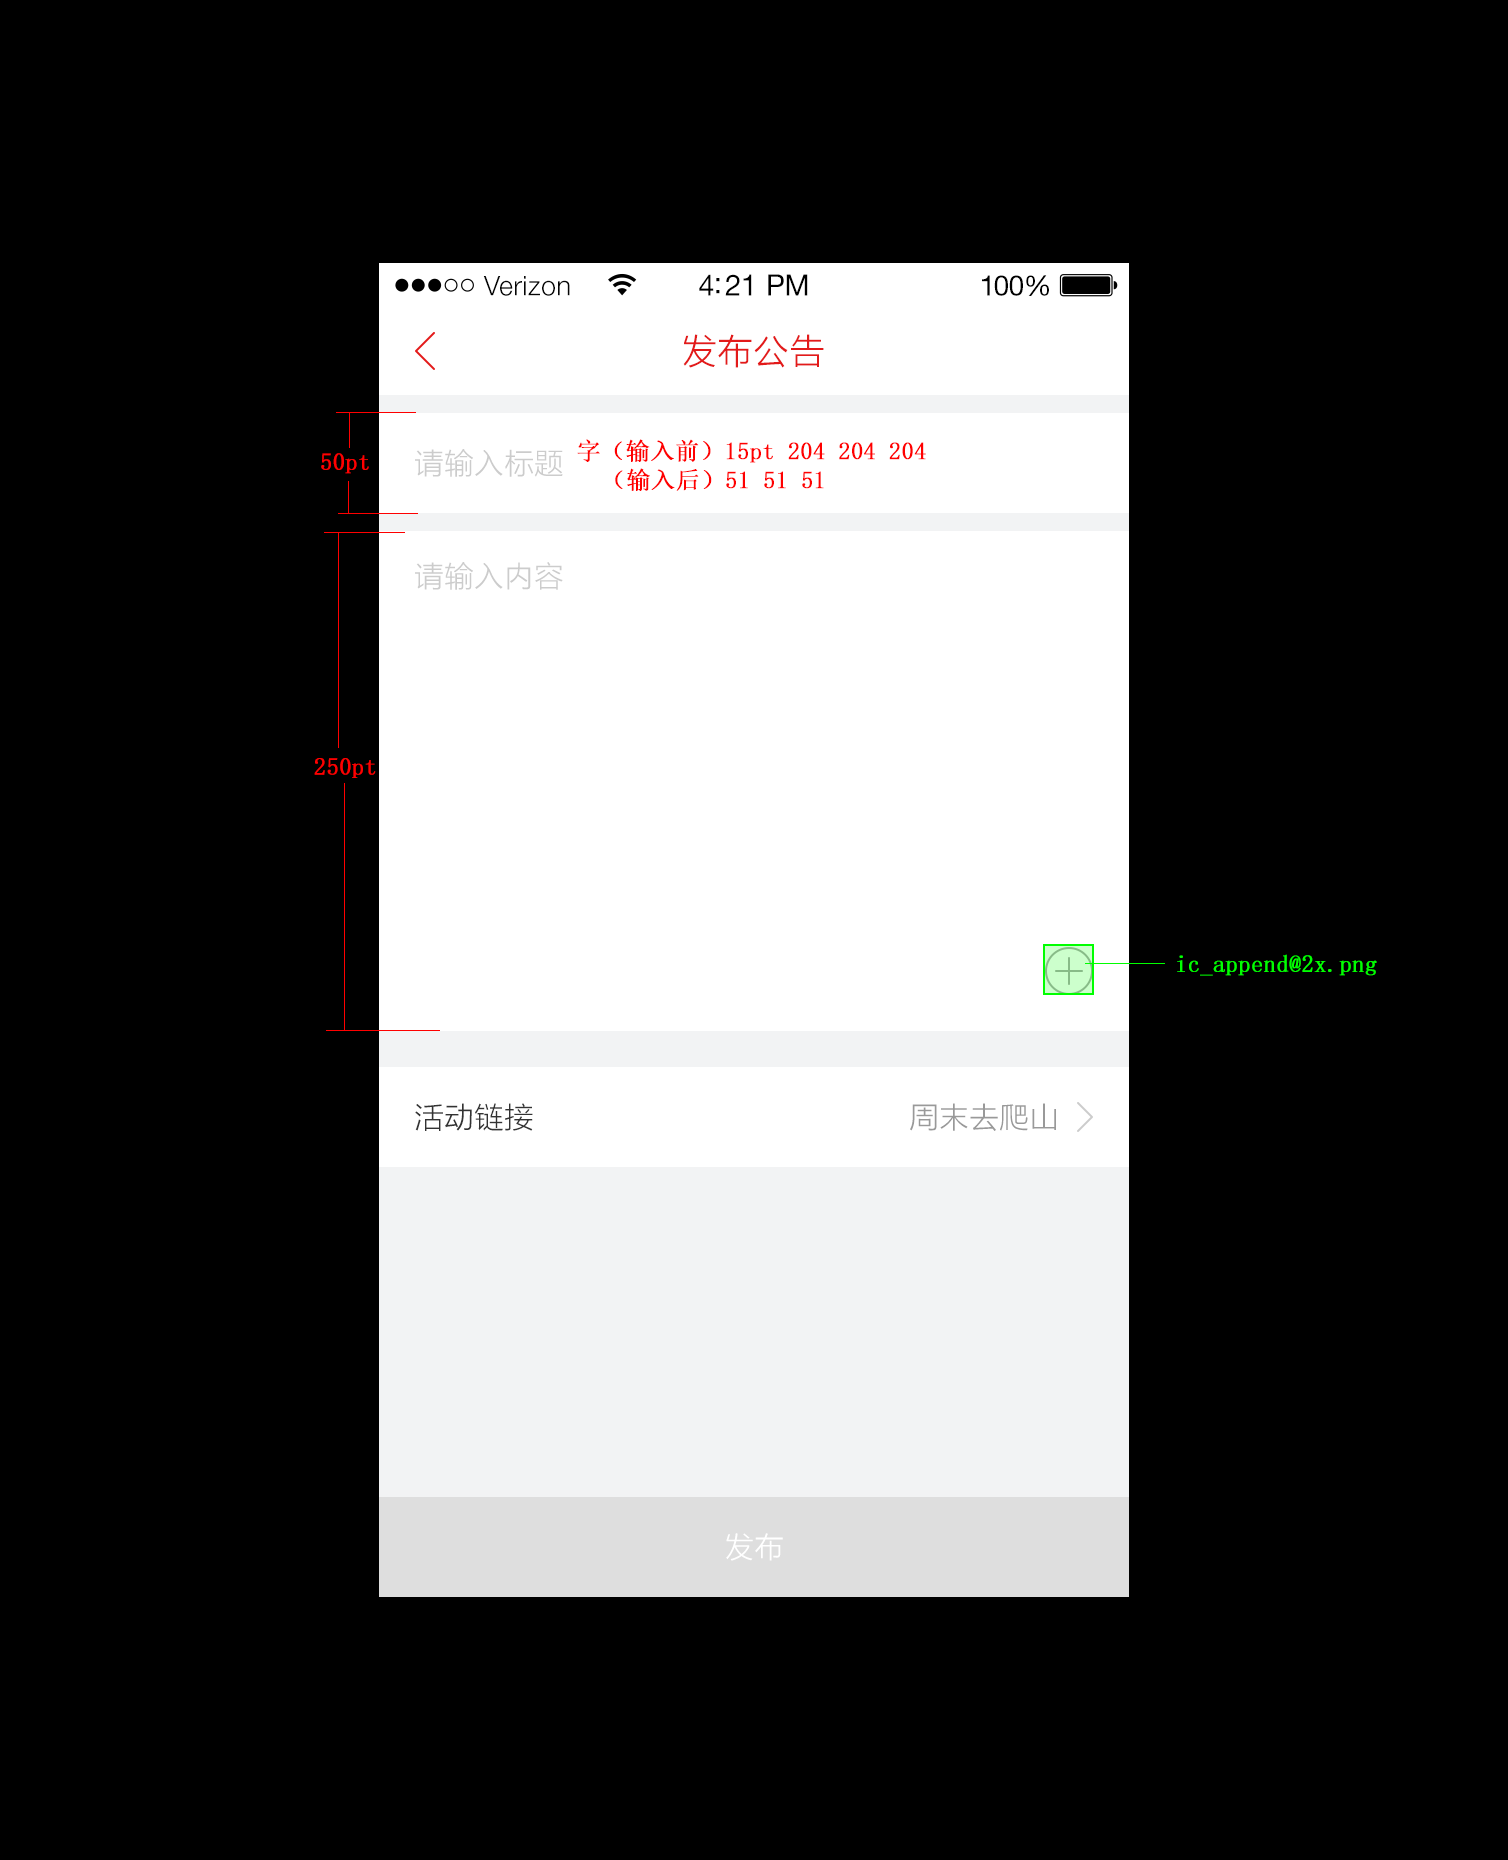 Verizon 4:21 PM 100%
发布公告
50pt
请输入标题
字（输入前）15pt 204 204 204
（输入后）51 51 51
请输入内容
250pt
ic_append@2x.png
活动链接 周末去爬山
发布